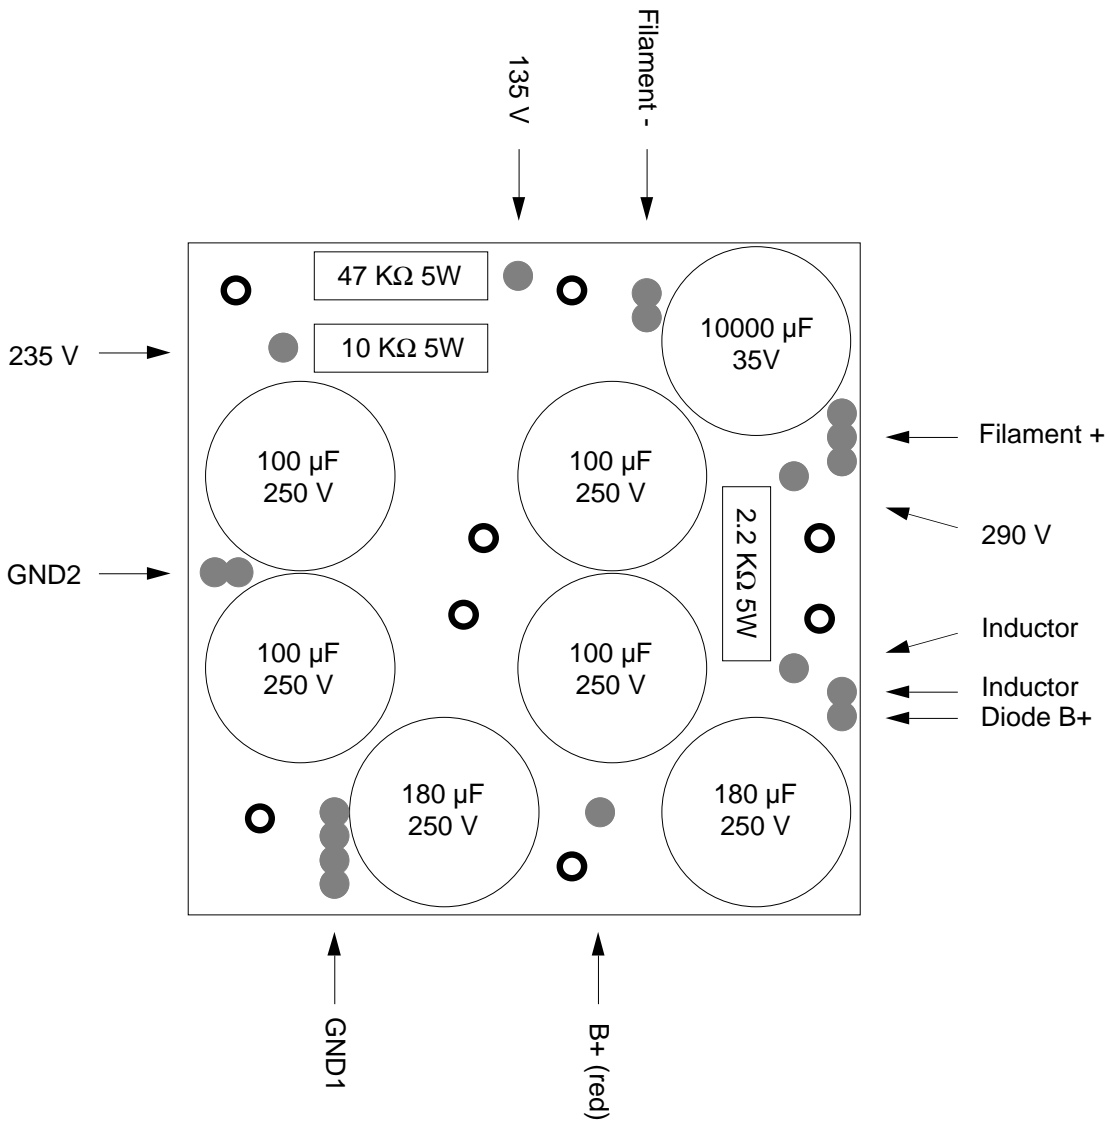 Filament -
135 V
47 KΩ 5W
10 KΩ 5W
10000 µF
35V
235 V
Filament +
100 µF
250 V
100 µF
250 V
2.2 KΩ 5W
290 V
GND2
Inductor
100 µF
250 V
100 µF
250 V
Inductor
Diode B+
180 µF
250 V
180 µF
250 V
GND1
B+ (red)